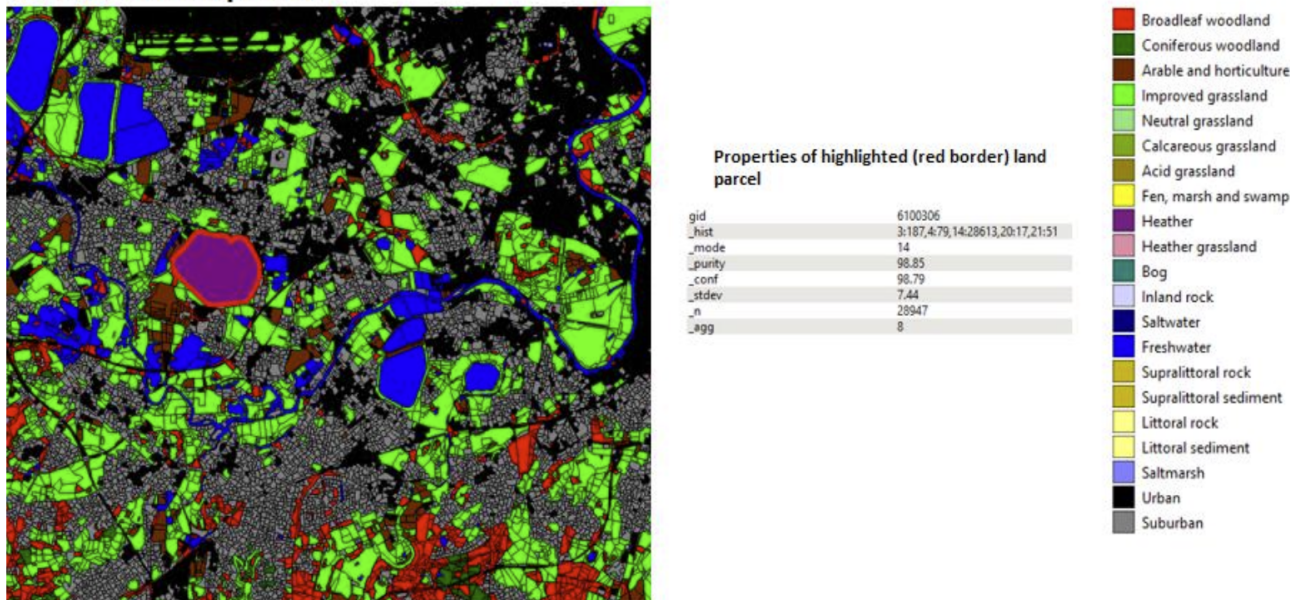 Properties of highlighted (red border) land
parcel
gid 6100306
_hist 3:187,4:79,14:28613,20:17,21:51
_mode 14
_purity 98.85
_conf 98.79
_stdev 7.44
_n 28947
_agg 8
Broadleaf woodland
Coniferous woodland
Arable and horticulture
Improved grassland
Neutral grassland
Calcareous grassland
Acid grassland
Fen, marsh and swamp
Heather
Heather grassland
Bog
Inland rock
Saltwater
Freshwater
Supralittoral rock
Supralittoral sediment
Littoral rock
Littoral sediment
Saltmarsh
Urban
Suburban